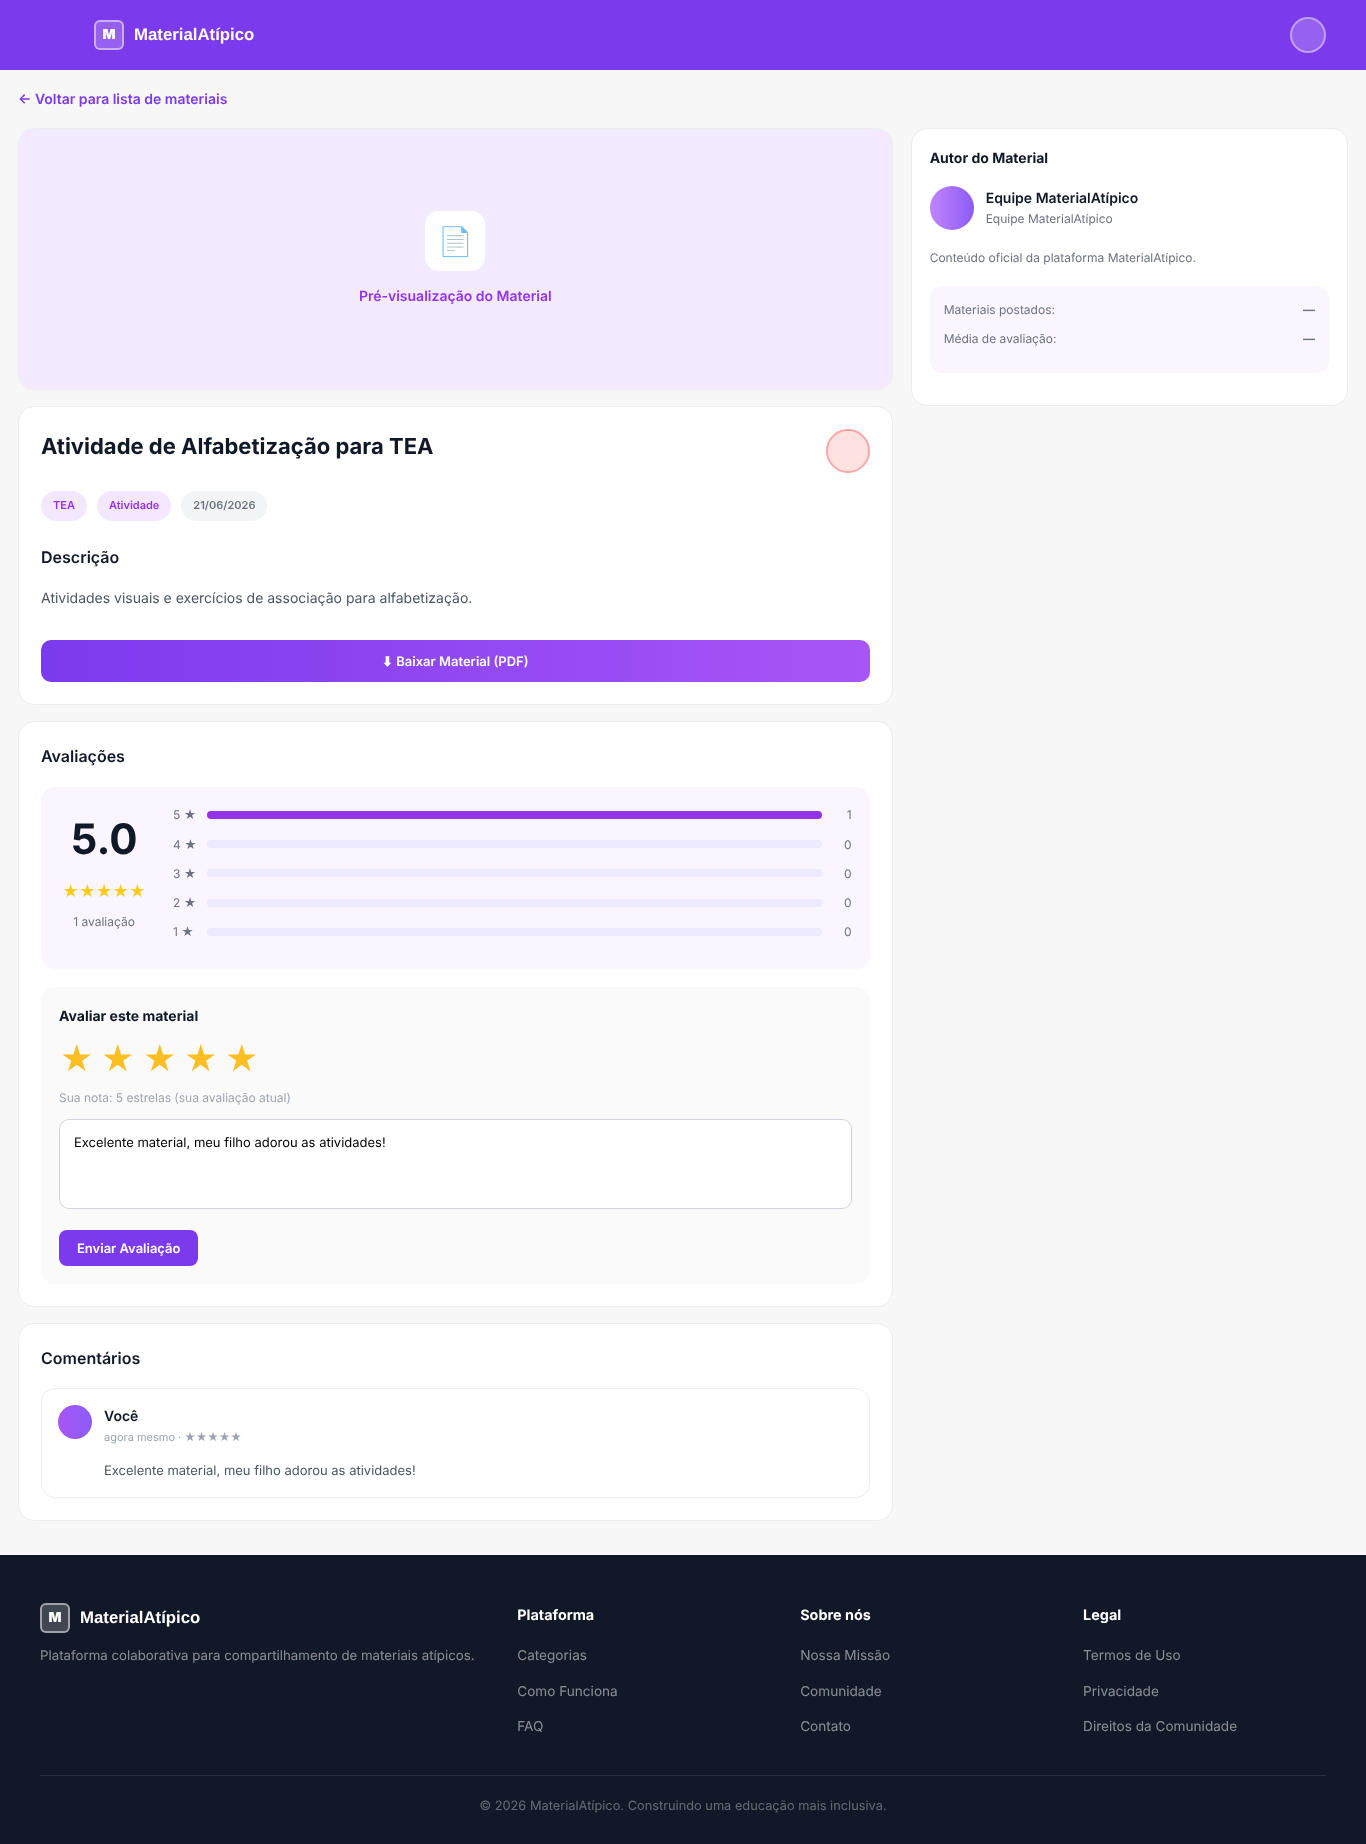 M MaterialAtípico
← Voltar para lista de materiais
Pré-visualização do Material
Autor do Material
Equipe MaterialAtípico
Equipe MaterialAtípico
Conteúdo oficial da plataforma MaterialAtípico.
Materiais postados: —
Média de avaliação: —
Atividade de Alfabetização para TEA
TEA Atividade 21/06/2026
Descrição
Atividades visuais e exercícios de associação para alfabetização.
⬇ Baixar Material (PDF)
Avaliações
5.0
★★★★★
1 avaliação
5 ★ 1
4 ★ 0
3 ★ 0
2 ★ 0
1 ★ 0
Avaliar este material
★ ★ ★ ★ ★
Sua nota: 5 estrelas (sua avaliação atual)
Excelente material, meu filho adorou as atividades!
Enviar Avaliação
Comentários
Você
agora mesmo · ★★★★★
Excelente material, meu filho adorou as atividades!
M MaterialAtípico
Plataforma colaborativa para compartilhamento de materiais atípicos.
Plataforma
Categorias
Como Funciona
FAQ
Sobre nós
Nossa Missão
Comunidade
Contato
Legal
Termos de Uso
Privacidade
Direitos da Comunidade
© 2026 MaterialAtípico. Construindo uma educação mais inclusiva.